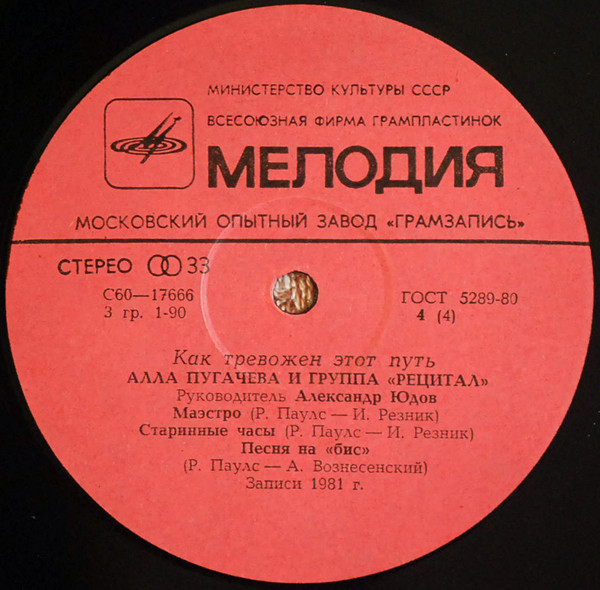 МИНИСТЕРСТВО КУЛЬТУРЫ СССР
ВСЕСОЮЗНАЯ ФИРМА ГРАМПЛАСТИНОК
МЕЛОДИЯ
МОСКОВСКИЙ ОПЫТНЫЙ ЗАВОД «ГРАМЗАПИСЬ»
СТЕРЕО 33
С60—17666
3 гр. 1-90
ГОСТ 5289-80
4 (4)
Как тревожен этот путь
АЛЛА ПУГАЧЕВА И ГРУППА «РЕЦИТАЛ»
Руководитель Александр Юдов
Маэстро (Р. Паулс — И. Резник)
Старинные часы (Р. Паулс — И. Резник)
Песня на «бис»
(Р. Паулс — А. Вознесенский)
Записи 1981 г.